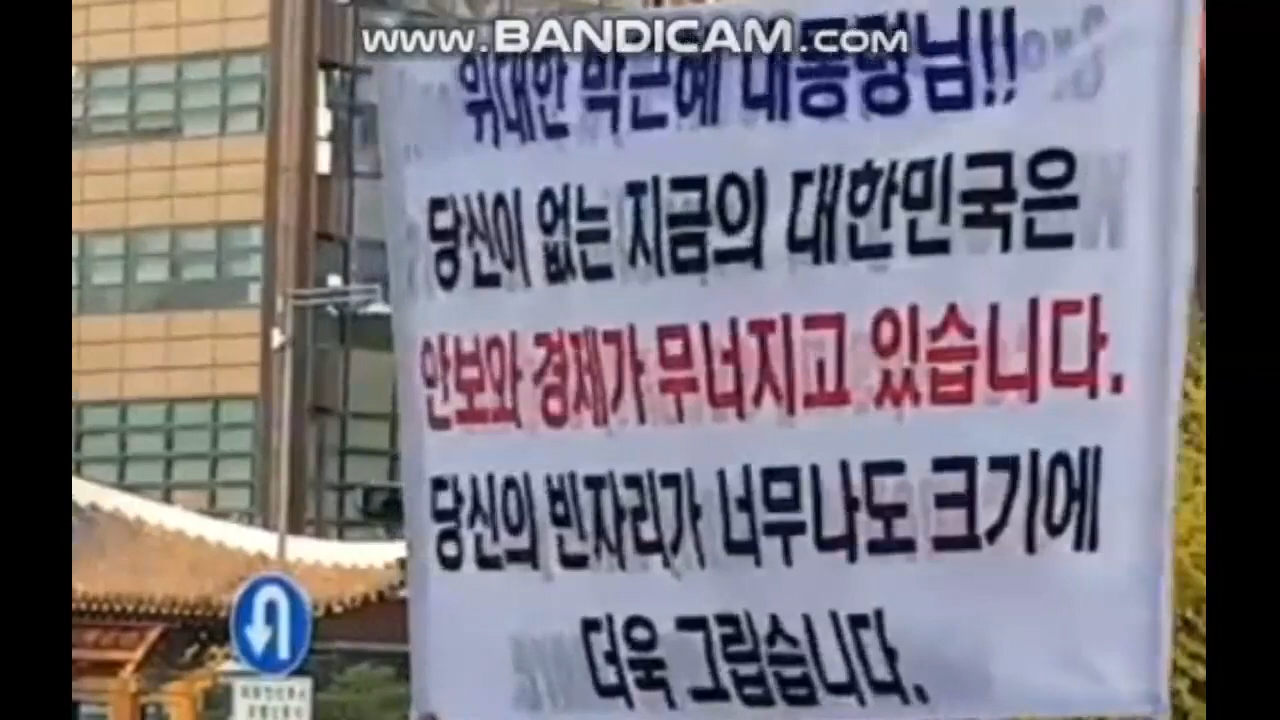 www.BANDICAM.com
위대한 박근혜 대통령님!!
당신이 없는 지금의 대한민국은
안보와 경제가 무너지고 있습니다.
당신의 빈자리가 너무나도 크기에
더욱 그립습니다.